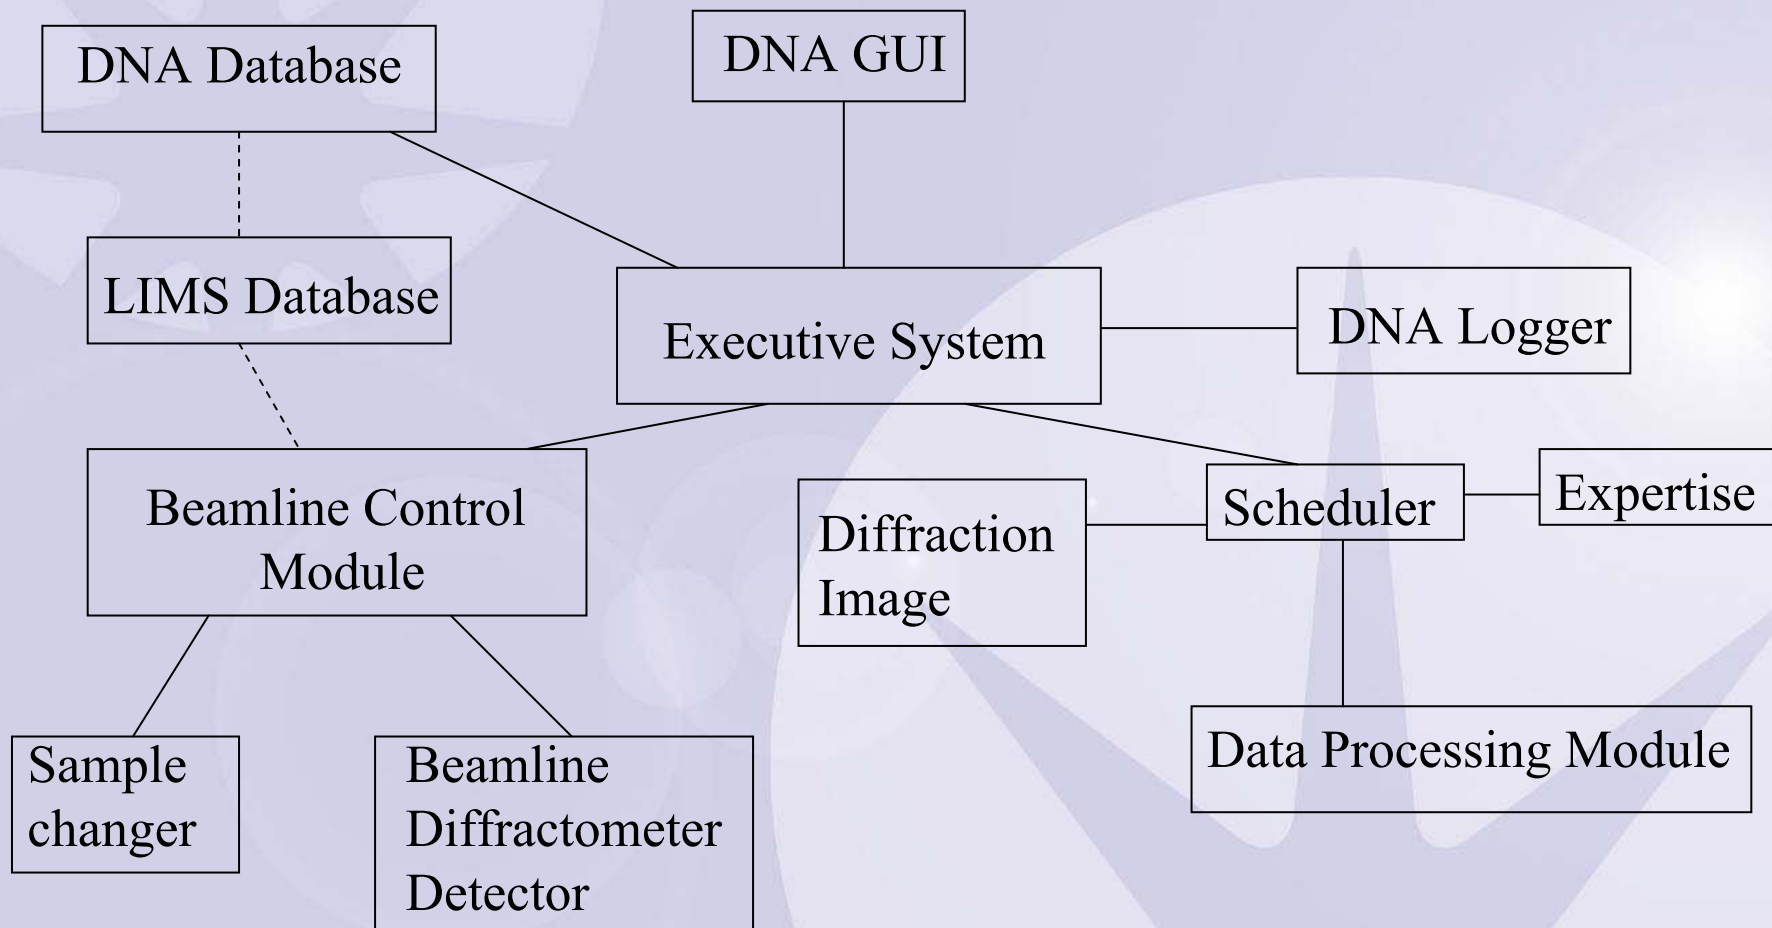 DNA Database
DNA GUI
LIMS Database
Executive System
DNA Logger
Beamline Control
Module
Diffraction
Image
Scheduler
Expertise
Sample
changer
Beamline
Diffractometer
Detector
Data Processing Module